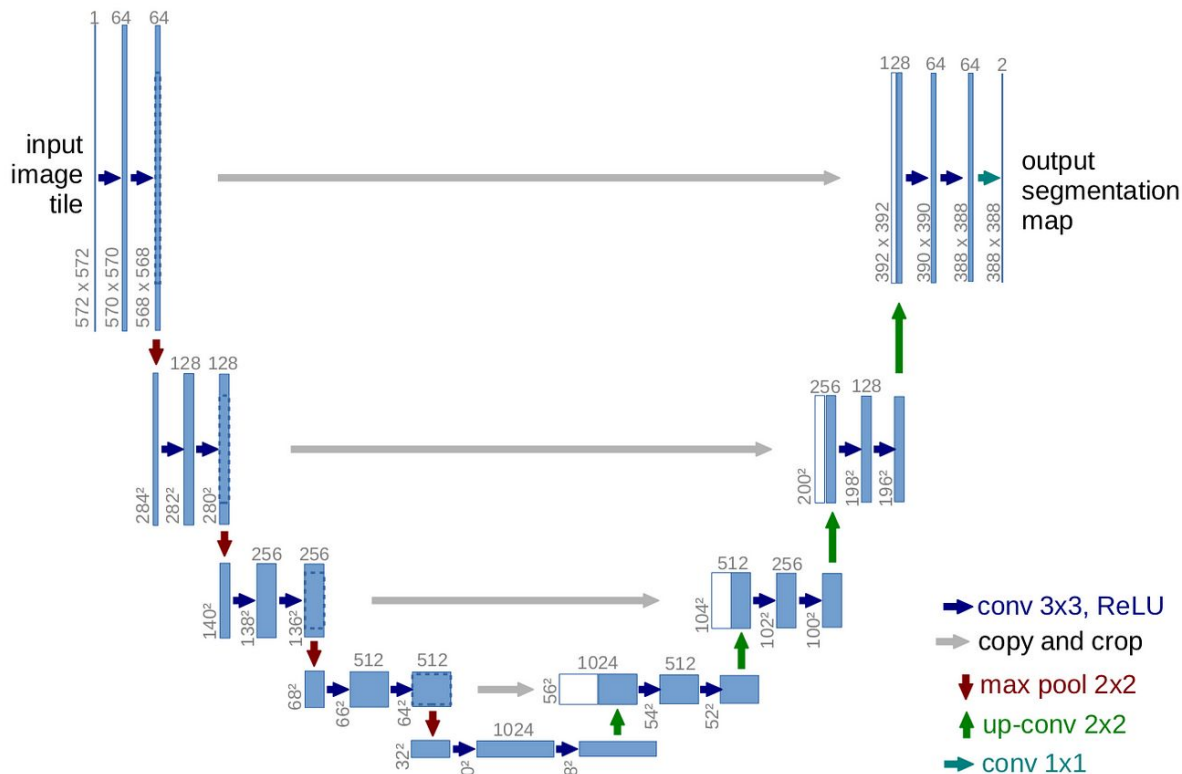 1 64 64
input
image
tile
572 x 572
570 x 570
568 x 568
128 64 64 2
output
segmentation
map
392 x 392
390 x 390
388 x 388
388 x 388
128 128
284²
282²
280²
256 128
200²
198²
196²
256 256
140²
138²
136²
512 256
104²
102²
100²
512 512
68²
66²
64²
1024 512
56²
54²
52²
1024
32²
conv 3x3, ReLU
copy and crop
max pool 2x2
up-conv 2x2
conv 1x1